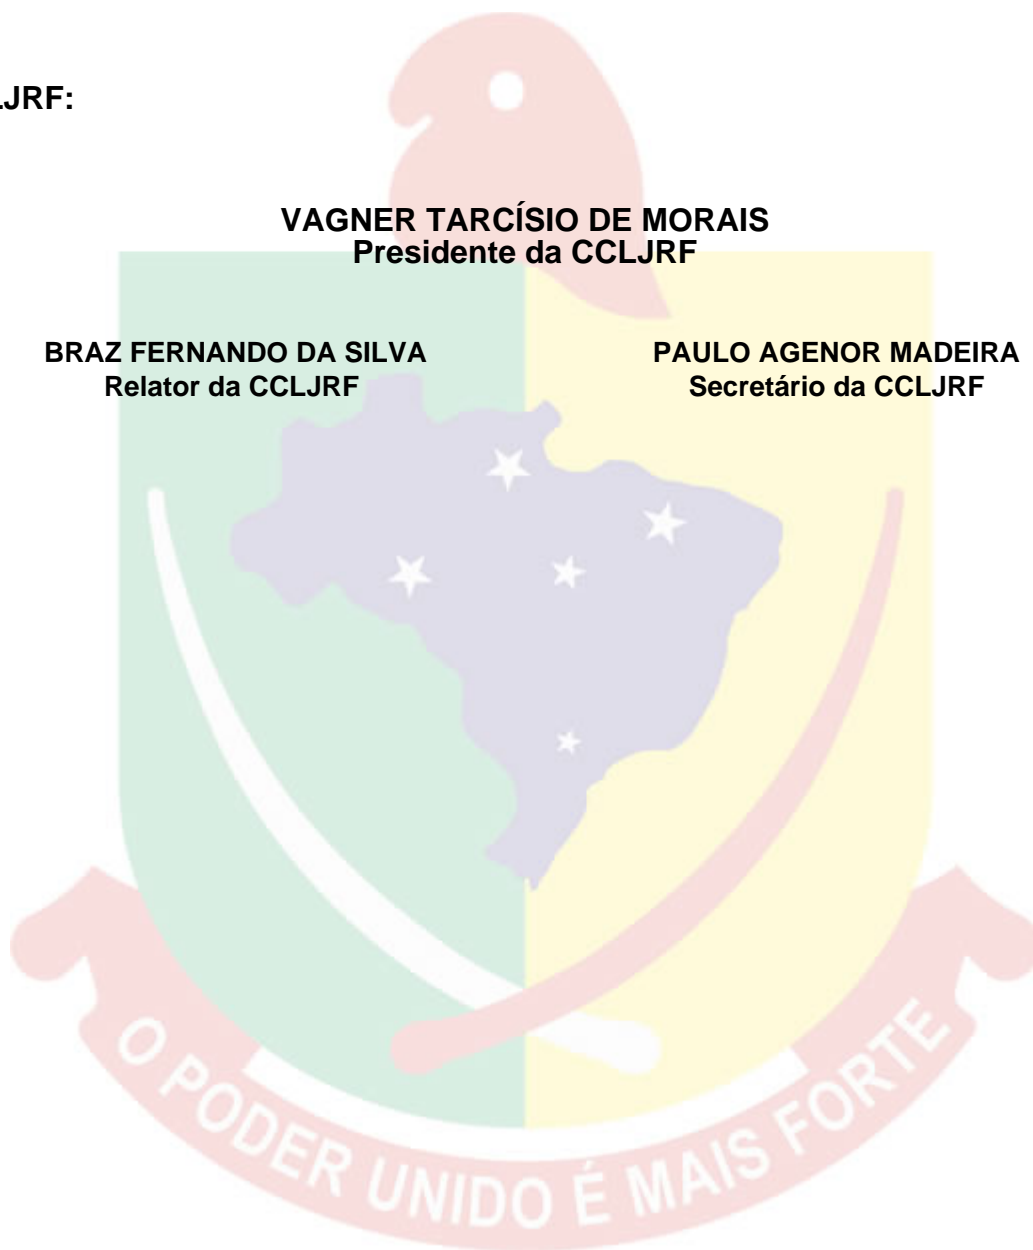 LJRF:
VAGNER TARCÍSIO DE MORAIS
Presidente da CCLJRF
BRAZ FERNANDO DA SILVA
PAULO AGENOR MADEIRA
Relator da CCLJRF
Secretário da CCLJRF
O PODER UNIDO É MAIS FORTE